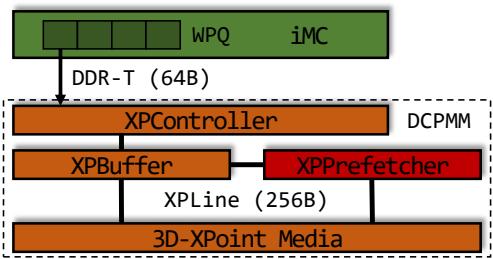 WPQ iMC
DDR-T (64B)
XPController DCPMM
XPBuffer XPPrefetcher
XPLine (256B)
3D-XPoint Media